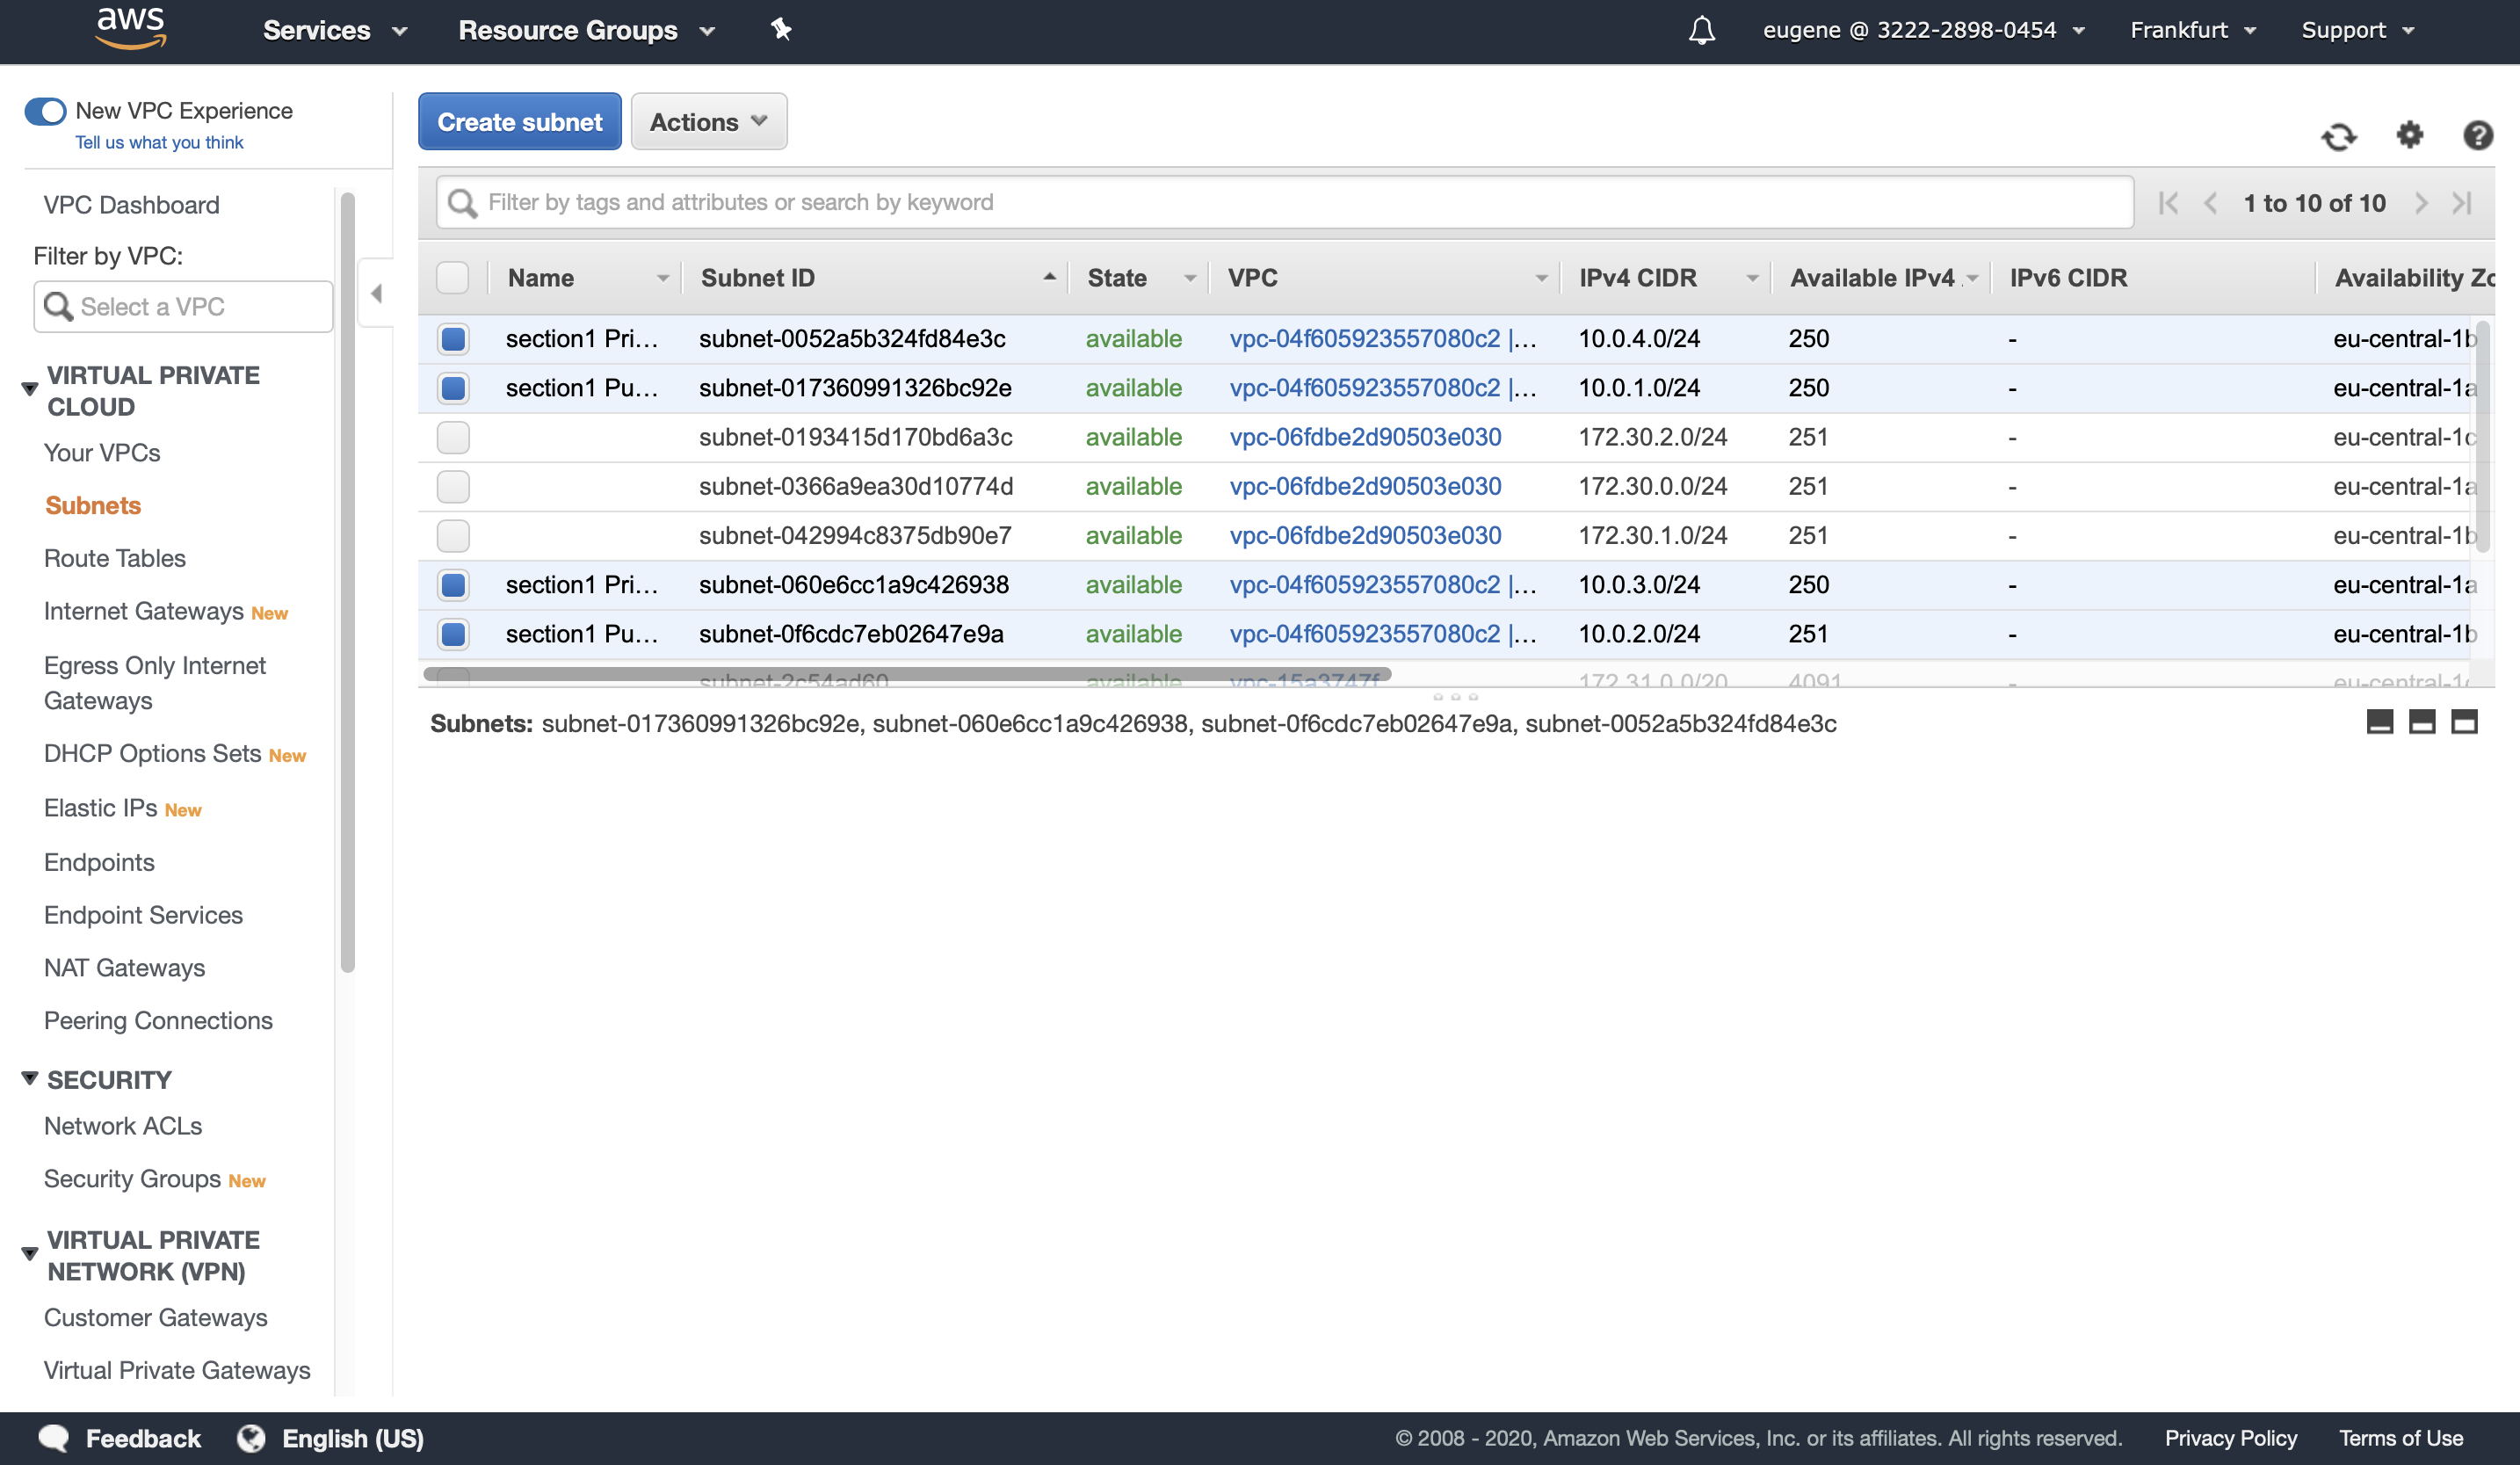 aws
Services
Resource Groups
eugene @ 3222-2898-0454
Frankfurt
Support
New VPC Experience
Tell us what you think
VPC Dashboard
Filter by VPC:
Select a VPC
VIRTUAL PRIVATE
CLOUD
Your VPCs
Subnets
Route Tables
Internet Gateways New
Egress Only Internet
Gateways
DHCP Options Sets New
Elastic IPs New
Endpoints
Endpoint Services
NAT Gateways
Peering Connections
SECURITY
Network ACLs
Security Groups New
VIRTUAL PRIVATE
NETWORK (VPN)
Customer Gateways
Virtual Private Gateways
Create subnet
Actions
Filter by tags and attributes or search by keyword
1 to 10 of 10
Name Subnet ID State VPC IPv4 CIDR Available IPv4 IPv6 CIDR Availability Zo
section1 Pri... subnet-0052a5b324fd84e3c available vpc-04f605923557080c2 |... 10.0.4.0/24 250 - eu-central-1b
section1 Pu... subnet-017360991326bc92e available vpc-04f605923557080c2 |... 10.0.1.0/24 250 - eu-central-1a
subnet-0193415d170bd6a3c available vpc-06fdbe2d90503e030 172.30.2.0/24 251 - eu-central-1c
subnet-0366a9ea30d10774d available vpc-06fdbe2d90503e030 172.30.0.0/24 251 - eu-central-1a
subnet-042994c8375db90e7 available vpc-06fdbe2d90503e030 172.30.1.0/24 251 - eu-central-1b
section1 Pri... subnet-060e6cc1a9c426938 available vpc-04f605923557080c2 |... 10.0.3.0/24 250 - eu-central-1a
section1 Pu... subnet-0f6cdc7eb02647e9a available vpc-04f605923557080c2 |... 10.0.2.0/24 251 - eu-central-1b
subnet-2c54ad60 available vpc-15a3747f 172.31.0.0/20 4091 - eu-central-1c
Subnets: subnet-017360991326bc92e, subnet-060e6cc1a9c426938, subnet-0f6cdc7eb02647e9a, subnet-0052a5b324fd84e3c
Feedback
English (US)
© 2008 - 2020, Amazon Web Services, Inc. or its affiliates. All rights reserved.
Privacy Policy
Terms of Use